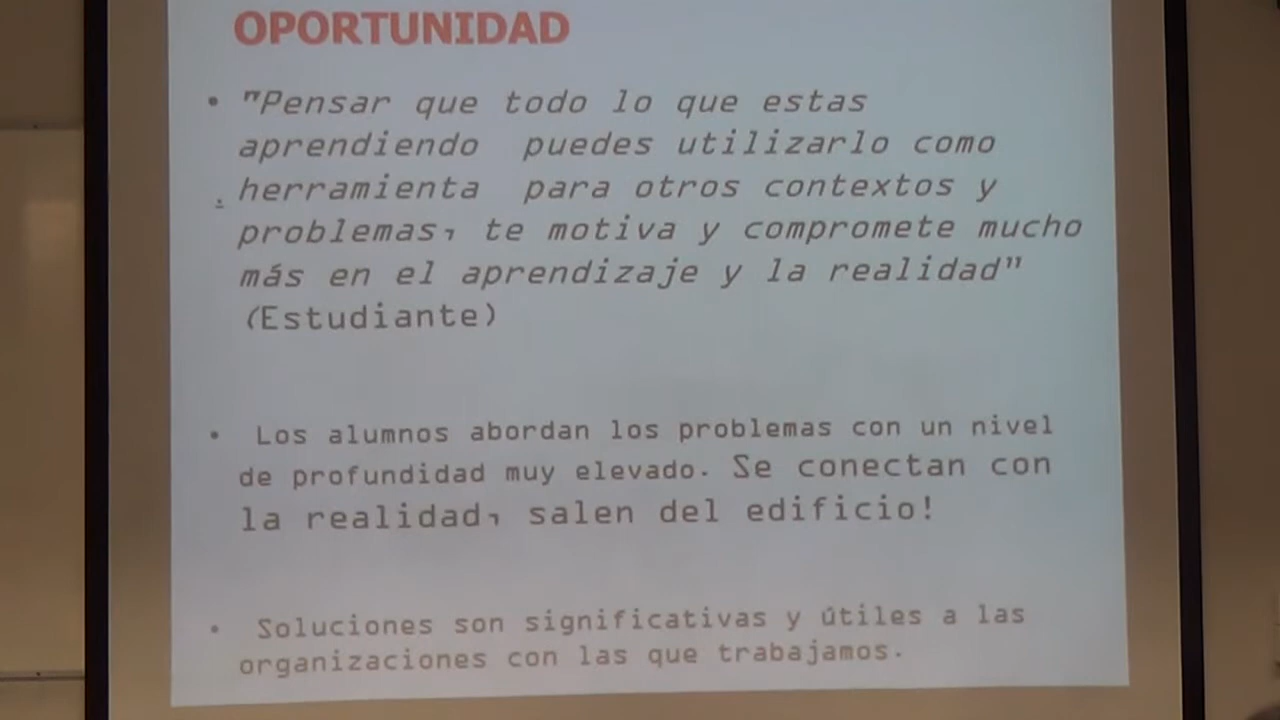 OPORTUNIDAD
• "Pensar que todo lo que estas
aprendiendo puedes utilizarlo como
herramienta para otros contextos y
problemas, te motiva y compromete mucho
más en el aprendizaje y la realidad"
(Estudiante)
• Los alumnos abordan los problemas con un nivel
de profundidad muy elevado. Se conectan con
la realidad, salen del edificio!
• Soluciones son significativas y útiles a las
organizaciones con las que trabajamos.